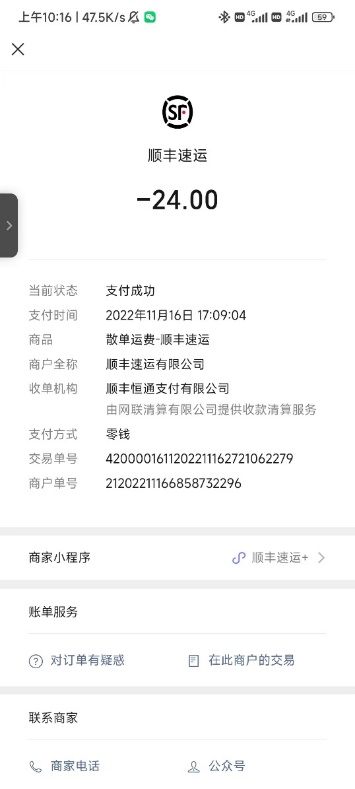 上午10:16 | 47.5K/s
HD 4G HD 4G 59
SF
顺丰速运
-24.00
当前状态 支付成功
支付时间 2022年11月16日 17:09:04
商品 散单运费-顺丰速运
商户全称 顺丰速运有限公司
收单机构 顺丰恒通支付有限公司
由网联清算有限公司提供收款清算服务
支付方式 零钱
交易单号 4200001611202211162721062279
商户单号 21202211166858732296
商家小程序 顺丰速运+
账单服务
对订单有疑惑 在此商户的交易
联系商家
商家电话 公众号